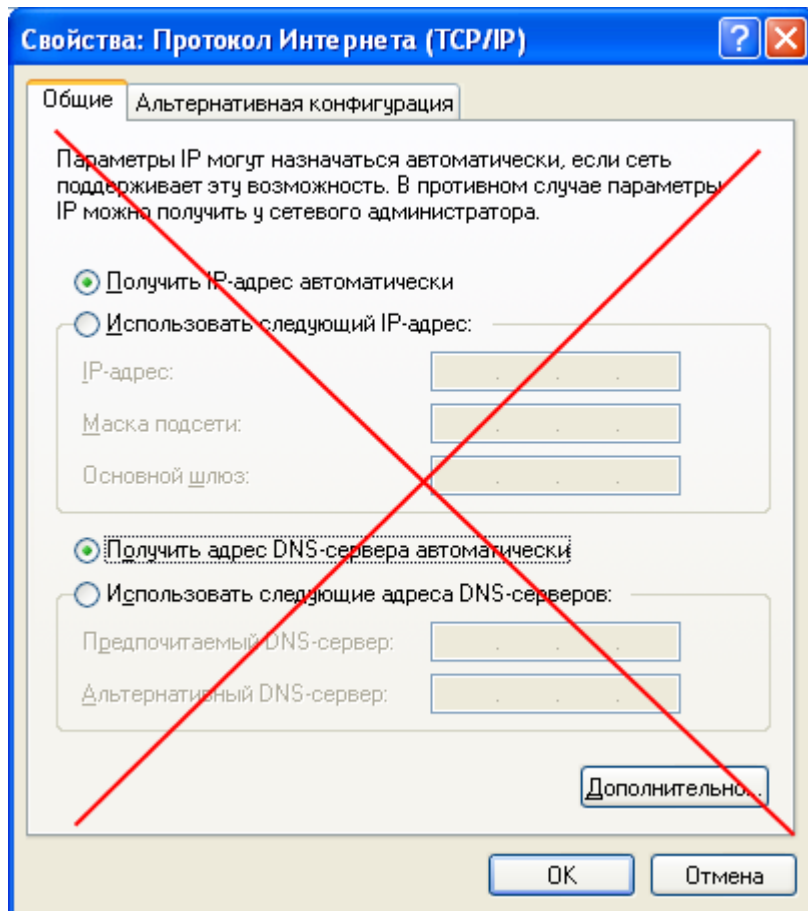 Свойства: Протокол Интернета (TCP/IP)
Общие
Альтернативная конфигурация
Параметры IP могут назначаться автоматически, если сеть
поддерживает эту возможность. В противном случае параметры
IP можно получить у сетевого администратора.
Получить IP-адрес автоматически
Использовать следующий IP-адрес:
IP-адрес:
Маска подсети:
Основной шлюз:
Получить адрес DNS-сервера автоматически
Использовать следующие адреса DNS-серверов:
Предпочитаемый DNS-сервер:
Альтернативный DNS-сервер:
Дополнительно...
OK
Отмена